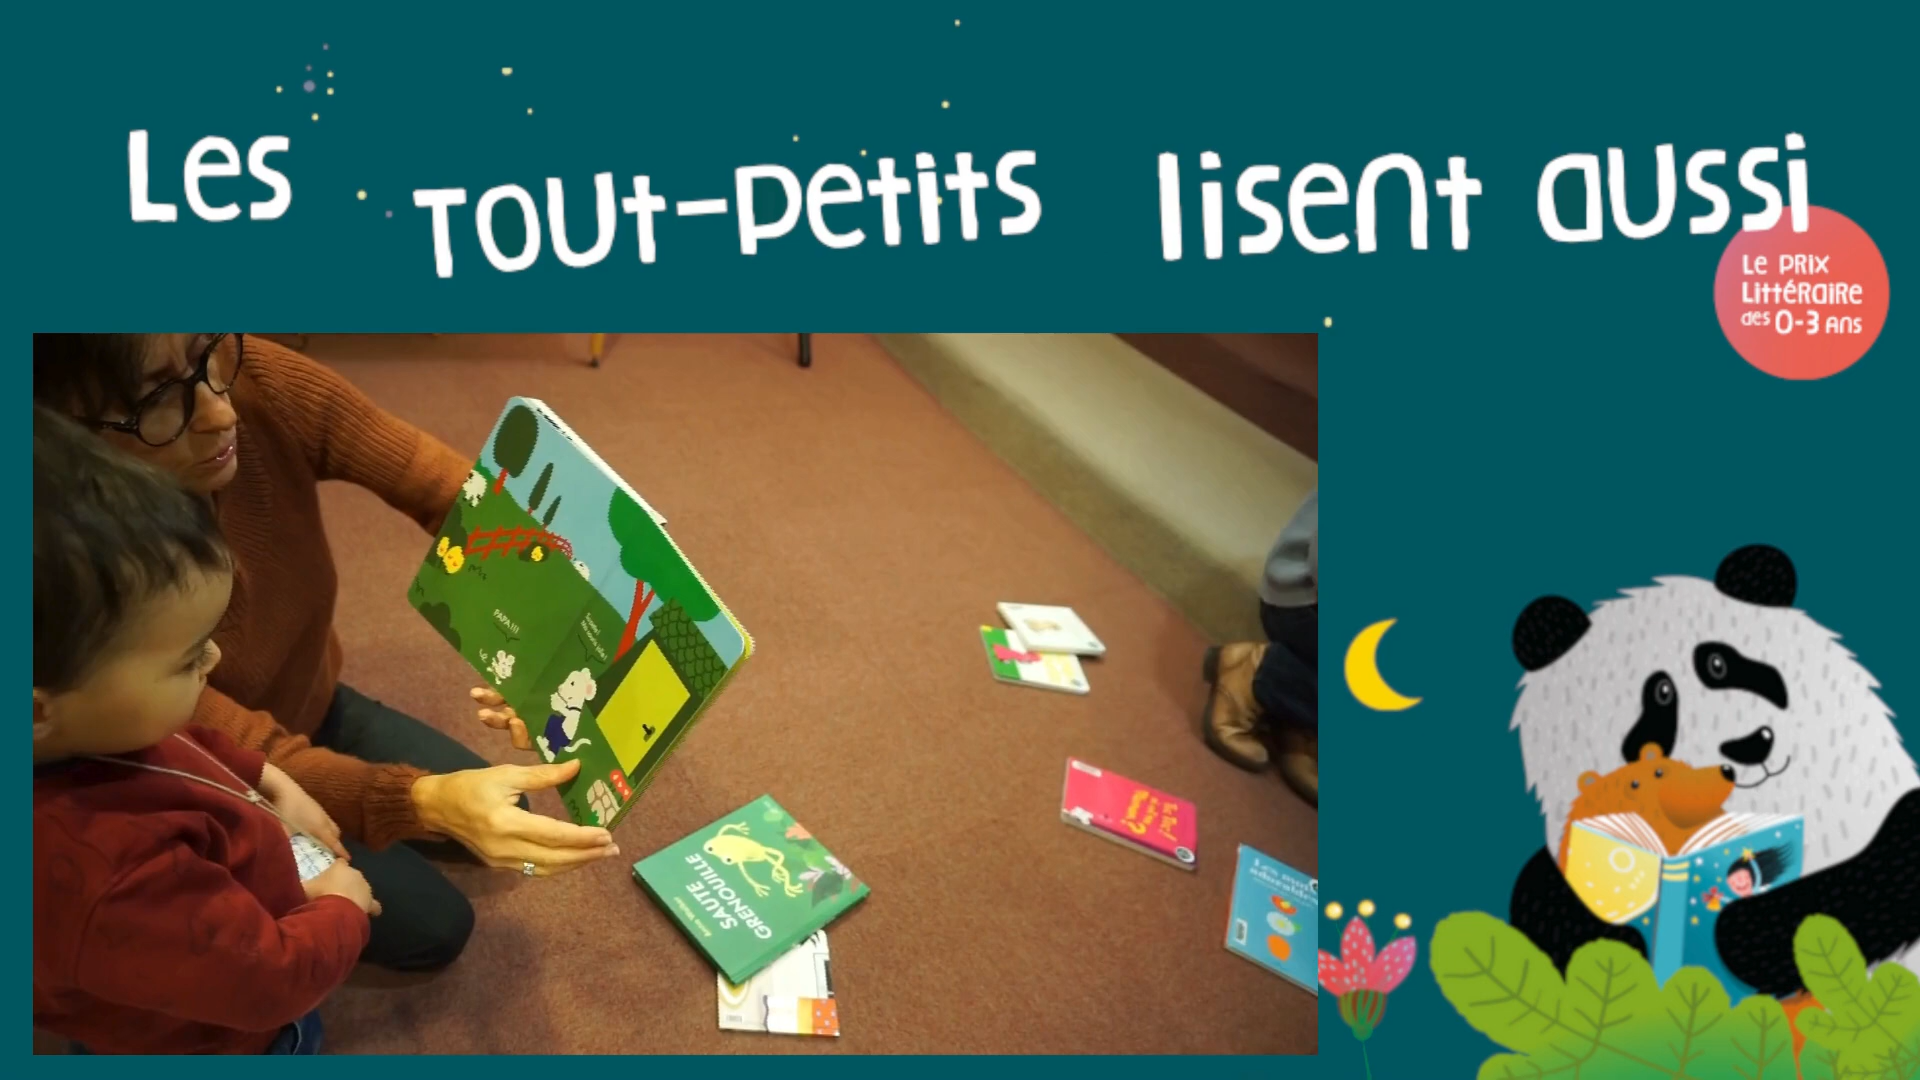 Les Tout-Petits lisent aussi
Le PRIX
Littéraire
des 0-3 ans
PAPA !!!
SAUTE
GRENOUILLE